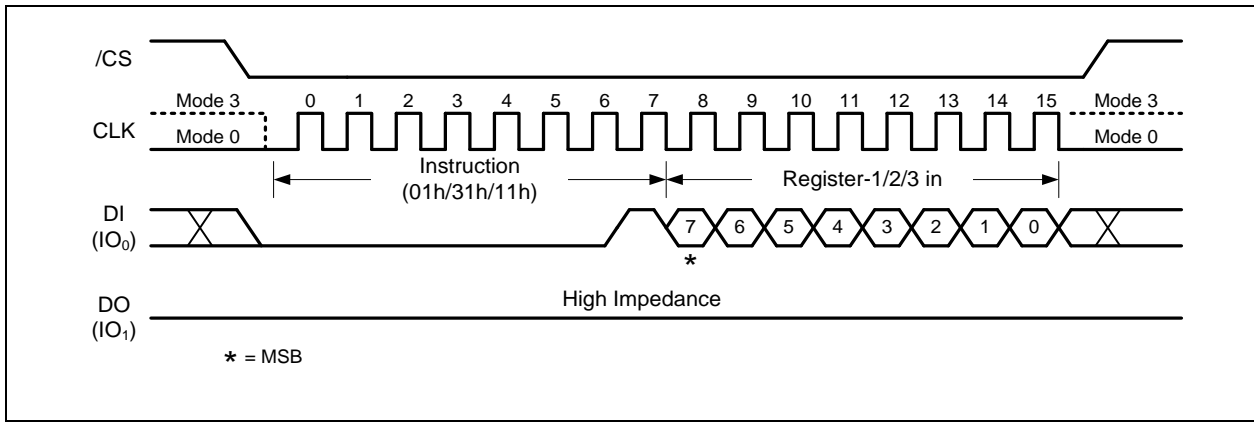 /CS
Mode 3 0 1 2 3 4 5 6 7 8 9 10 11 12 13 14 15 Mode 3
CLK
Mode 0 Mode 0
Instruction
(01h/31h/11h)
Register-1/2/3 in
DI
(IO₀)
7 6 5 4 3 2 1 0
*
High Impedance
DO
(IO₁)
* = MSB